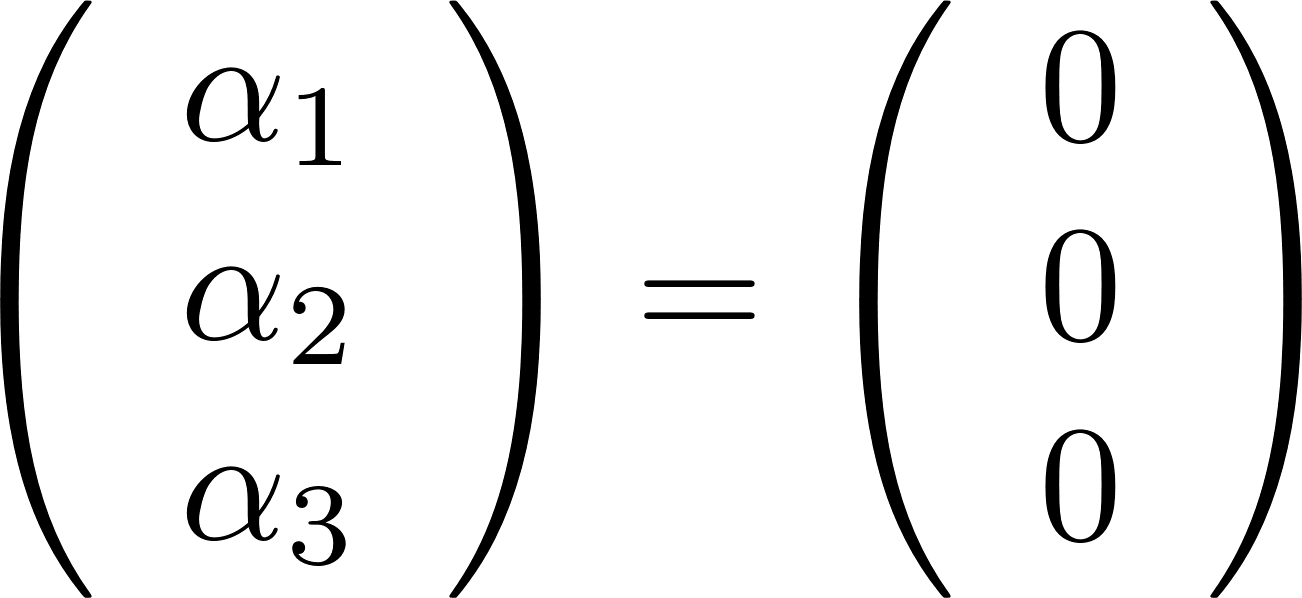 α₁ 0
α₂ = 0
α₃ 0